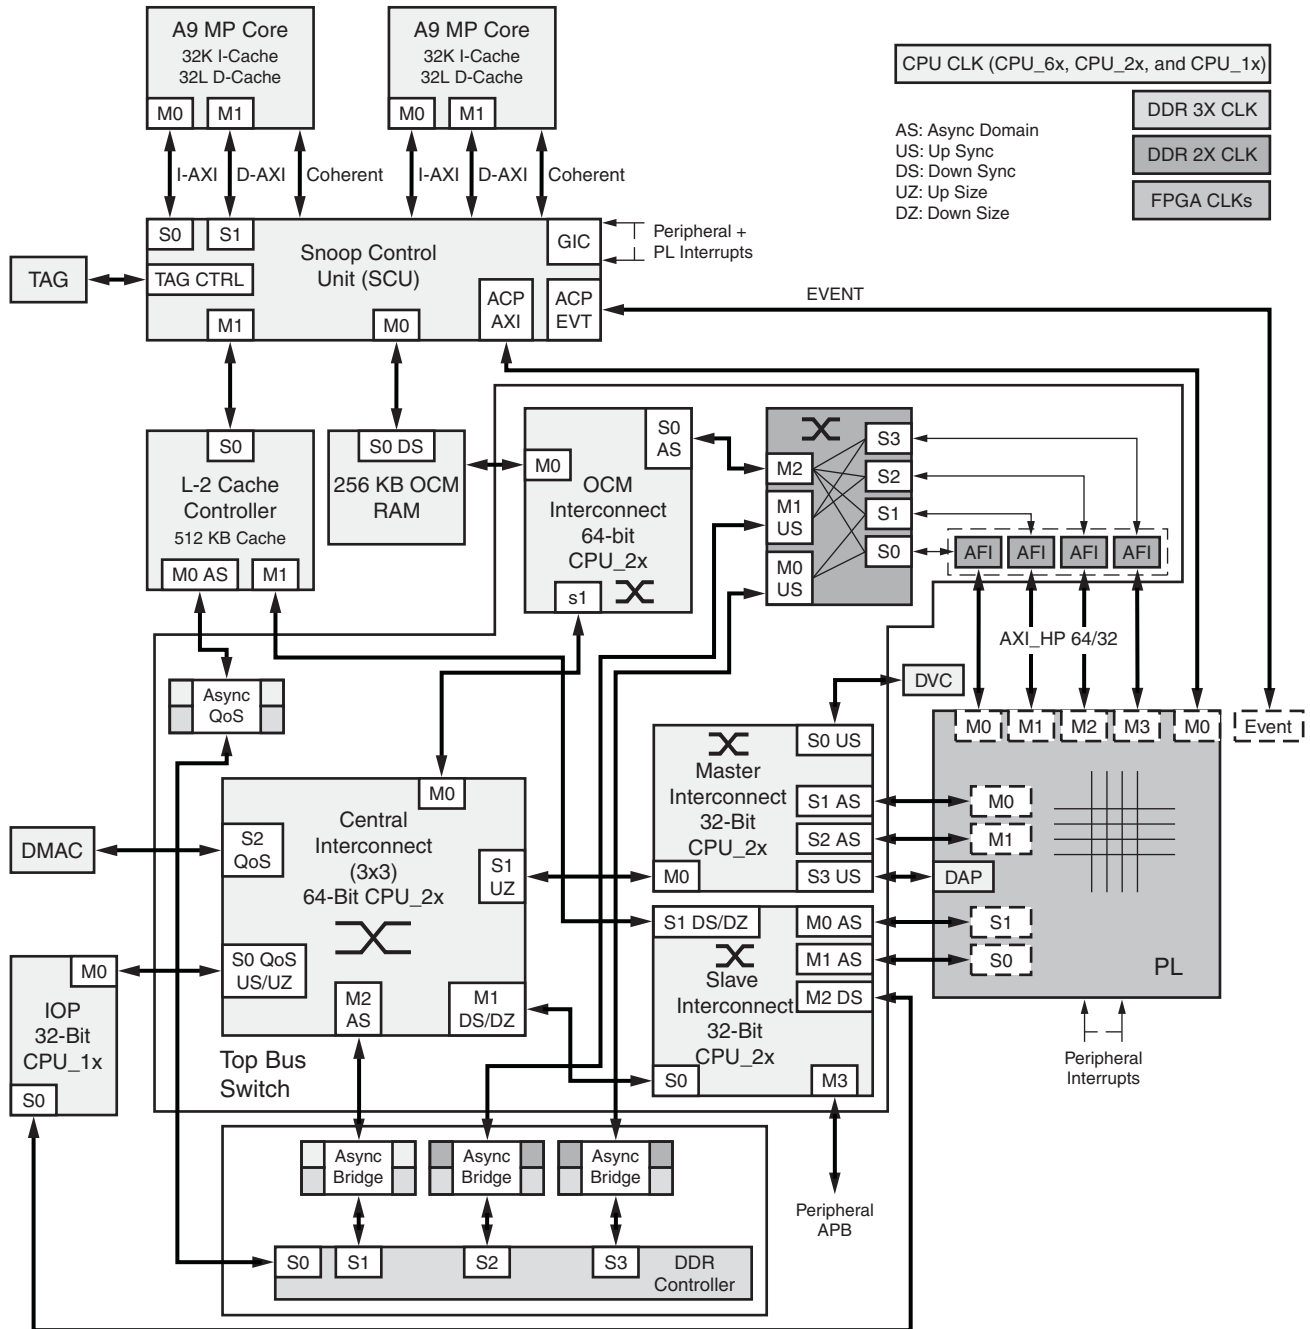 A9 MP Core
32K I-Cache
32L D-Cache
M0
M1
A9 MP Core
32K I-Cache
32L D-Cache
M0
M1
CPU CLK (CPU_6x, CPU_2x, and CPU_1x)
DDR 3X CLK
DDR 2X CLK
FPGA CLKs
AS: Async Domain
US: Up Sync
DS: Down Sync
UZ: Up Size
DZ: Down Size
I-AXI
D-AXI
Coherent
I-AXI
D-AXI
Coherent
S0
S1
Snoop Control
Unit (SCU)
GIC
Peripheral +
PL Interrupts
TAG
TAG CTRL
M1
M0
ACP
AXI
ACP
EVT
EVENT
S0
L-2 Cache
Controller
512 KB Cache
M0 AS
M1
S0 DS
256 KB OCM
RAM
M0
S0
AS
OCM
Interconnect
64-bit
CPU_2x
s1
M2
M1
US
M0
US
S3
S2
S1
S0
AFI
AFI
AFI
AFI
AXI_HP 64/32
Async
QoS
DVC
M0
M1
M2
M3
M0
Event
M0
Central
Interconnect
(3x3)
64-Bit CPU_2x
S2
QoS
S1
UZ
S0 QoS
US/UZ
M2
AS
M1
DS/DZ
DMAC
S0 US
Master
Interconnect
32-Bit
CPU_2x
S1 AS
S2 AS
S3 US
M0
M0
M1
DAP
S1
S0
PL
S1 DS/DZ
M0 AS
M1 AS
M2 DS
Slave
Interconnect
32-Bit
CPU_2x
S0
M3
M0
IOP
32-Bit
CPU_1x
S0
Top Bus
Switch
Peripheral
Interrupts
Async
Bridge
Async
Bridge
Async
Bridge
Peripheral
APB
S0
S1
S2
S3
DDR
Controller